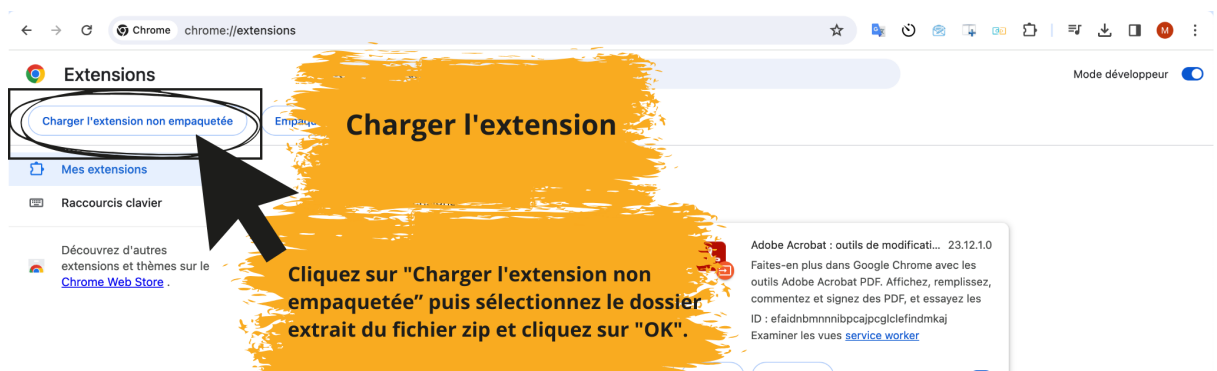 Chrome chrome://extensions
M
Extensions
Mode développeur
Charger l'extension non empaquetée
Charger l'extension
Mes extensions
Raccourcis clavier
Découvrez d'autres
extensions et thèmes sur le
Chrome Web Store .
Cliquez sur "Charger l'extension non
empaquetée” puis sélectionnez le dossier
extrait du fichier zip et cliquez sur "OK".
Adobe Acrobat : outils de modificati... 23.12.1.0
Faites-en plus dans Google Chrome avec les
outils Adobe Acrobat PDF. Affichez, remplissez,
commentez et signez des PDF, et essayez les
ID : efaidnbmnnnibpcajpcglclefindmkaj
Examiner les vues service worker